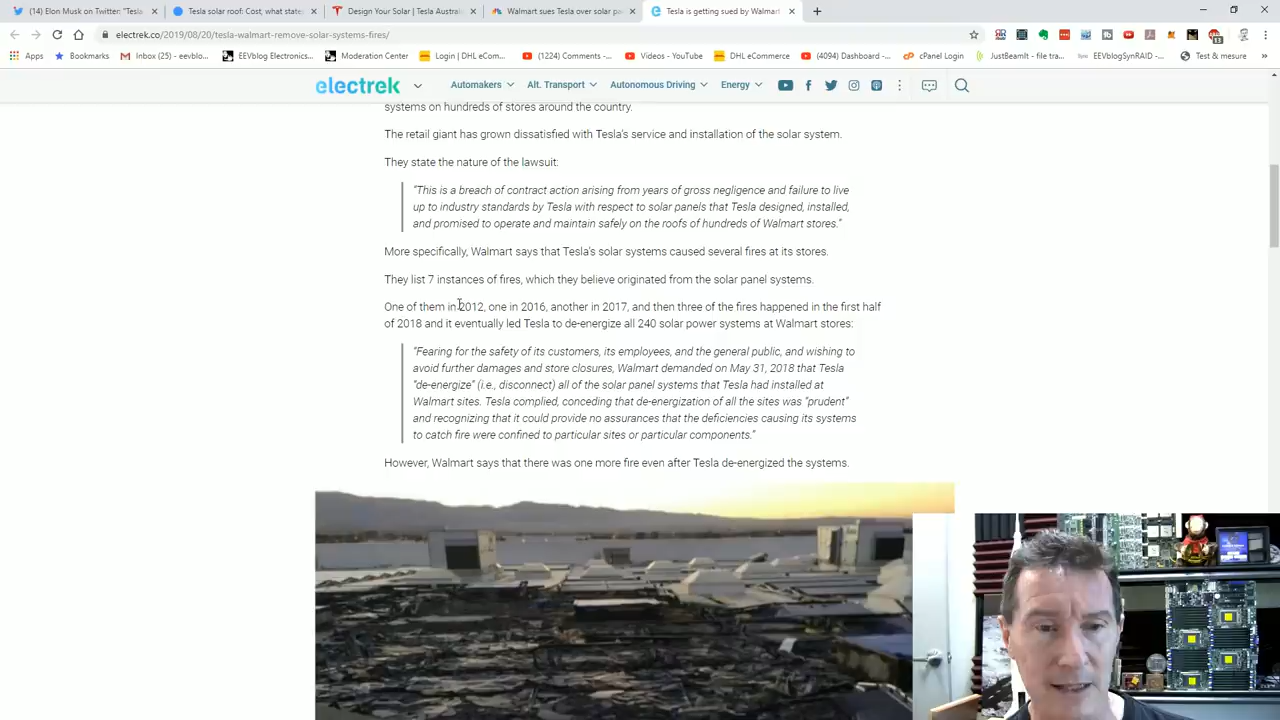 (14) Elon Musk on Twitter: "Tesla
Tesla solar roof: Cost, what state
Design Your Solar | Tesla Austral
Walmart sues Tesla over solar pa
Tesla is getting sued by Walmart
electrek.co/2019/08/20/tesla-walmart-remove-solar-systems-fires/
Apps
Bookmarks
Inbox (25) - eevblo...
EEVblog Electronics...
Moderation Center
Login | DHL eCom...
(1224) Comments -...
Videos - YouTube
DHL eCommerce
(4094) Dashboard -...
cPanel Login
JustBeamIt - file tra...
EEVblogSynRAID -...
Test & measure
electrek
Automakers
Alt. Transport
Autonomous Driving
Energy
systems on hundreds of stores around the country.
The retail giant has grown dissatisfied with Tesla's service and installation of the solar system.
They state the nature of the lawsuit:
"This is a breach of contract action arising from years of gross negligence and failure to live
up to industry standards by Tesla with respect to solar panels that Tesla designed, installed,
and promised to operate and maintain safely on the roofs of hundreds of Walmart stores."
More specifically, Walmart says that Tesla's solar systems caused several fires at its stores.
They list 7 instances of fires, which they believe originated from the solar panel systems.
One of them in 2012, one in 2016, another in 2017, and then three of the fires happened in the first half
of 2018 and it eventually led Tesla to de-energize all 240 solar power systems at Walmart stores:
"Fearing for the safety of its customers, its employees, and the general public, and wishing to
avoid further damages and store closures, Walmart demanded on May 31, 2018 that Tesla
"de-energize" (i.e., disconnect) all of the solar panel systems that Tesla had installed at
Walmart sites. Tesla complied, conceding that de-energization of all the sites was "prudent"
and recognizing that it could provide no assurances that the deficiencies causing its systems
to catch fire were confined to particular sites or particular components."
However, Walmart says that there was one more fire even after Tesla de-energized the systems.